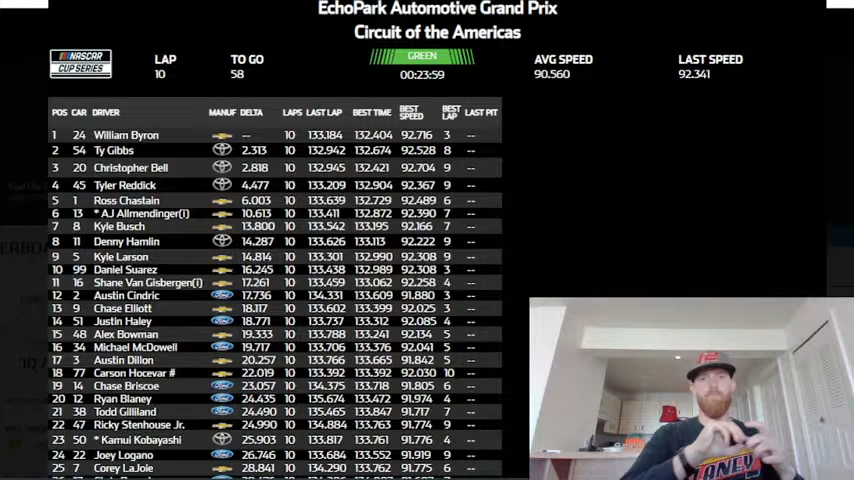 EchoPark Automotive Grand Prix
Circuit of the Americas
NASCAR CUP SERIES
LAP TO GO GREEN AVG SPEED LAST SPEED
10 58 00:23:59 90.560 92.341
POS CAR DRIVER MANUF DELTA LAPS LAST LAP BEST TIME BEST SPEED BEST LAP LAST PIT
1 24 William Byron -- 10 133.184 132.404 92.716 3 --
2 54 Ty Gibbs 2.313 10 132.942 132.674 92.528 8 --
3 20 Christopher Bell 2.818 10 132.945 132.421 92.704 9 --
4 45 Tyler Reddick 4.477 10 133.209 132.904 92.367 9 --
5 1 Ross Chastain 6.003 10 133.639 132.729 92.489 6 --
6 13 * AJ Allmendinger(i) 10.613 10 133.411 132.872 92.390 7 --
7 8 Kyle Busch 13.800 10 133.542 133.195 92.166 7 --
8 11 Denny Hamlin 14.287 10 133.626 133.113 92.222 9 --
9 5 Kyle Larson 14.814 10 133.301 132.990 92.308 9 --
10 99 Daniel Suarez 16.245 10 133.438 132.989 92.308 3 --
11 16 Shane Van Gisbergen(i) 17.261 10 133.459 133.062 92.258 4 --
12 2 Austin Cindric Ford 17.736 10 134.331 133.609 91.880 3 --
13 9 Chase Elliott 18.117 10 133.602 133.399 92.025 3 --
14 51 Justin Haley Ford 18.771 10 133.737 133.312 92.085 4 --
15 48 Alex Bowman 19.333 10 133.788 133.241 92.134 5 --
16 34 Michael McDowell Ford 19.717 10 133.706 133.376 92.041 5 --
17 3 Austin Dillon 20.257 10 133.766 133.665 91.842 5 --
18 77 Carson Hocevar # 22.019 10 133.392 133.392 92.030 10 --
19 14 Chase Briscoe Ford 23.057 10 134.375 133.718 91.805 6 --
20 12 Ryan Blaney Ford 24.435 10 135.674 133.472 91.974 4 --
21 38 Todd Gilliland Ford 24.490 10 135.465 133.847 91.717 7 --
22 47 Ricky Stenhouse Jr. 24.990 10 134.884 133.763 91.774 9 --
23 50 * Kamui Kobayashi 25.903 10 133.817 133.761 91.776 4 --
24 22 Joey Logano Ford 26.746 10 133.684 133.552 91.919 9 --
25 7 Corey LaJoie 28.841 10 134.290 133.762 91.775 6 --
12